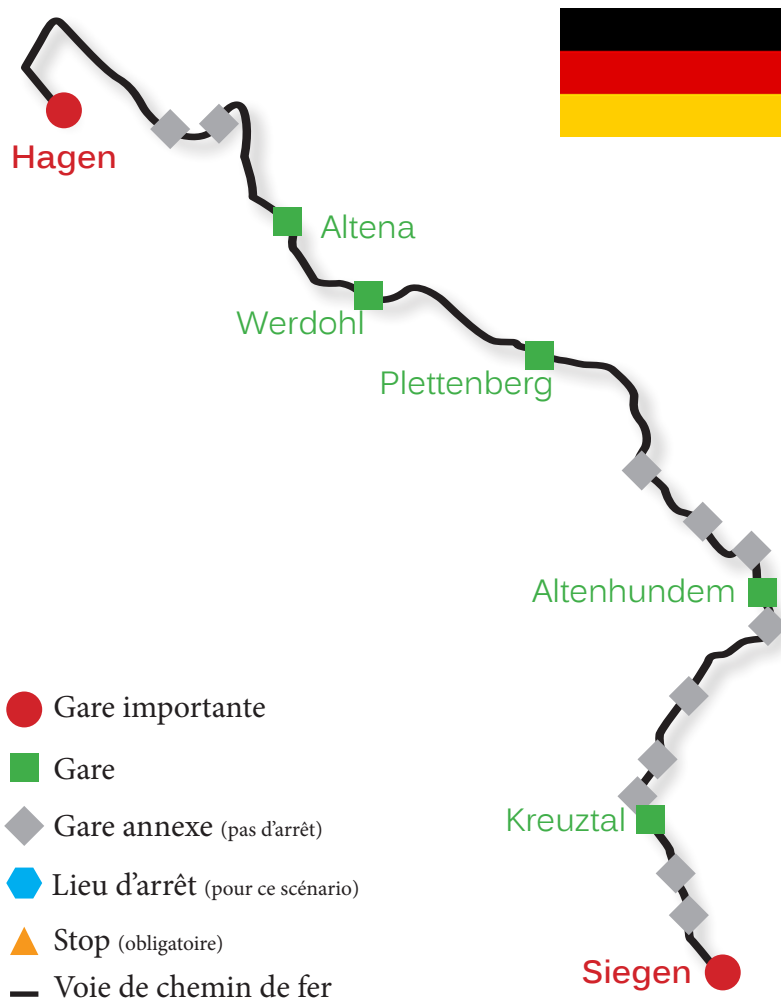 Hagen
Altena
Werdohl
Plettenberg
Altenhundem
Kreuztal
Siegen
Gare importante
Gare
Gare annexe (pas d'arrêt)
Lieu d'arrêt (pour ce scénario)
Stop (obligatoire)
Voie de chemin de fer